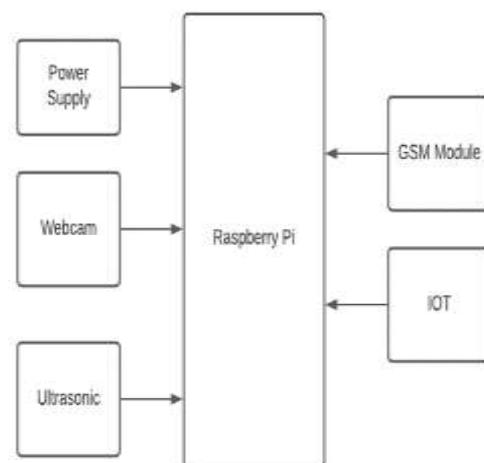 Power
Supply
Webcam
Ultrasonic
Raspberry Pi
GSM Module
IOT